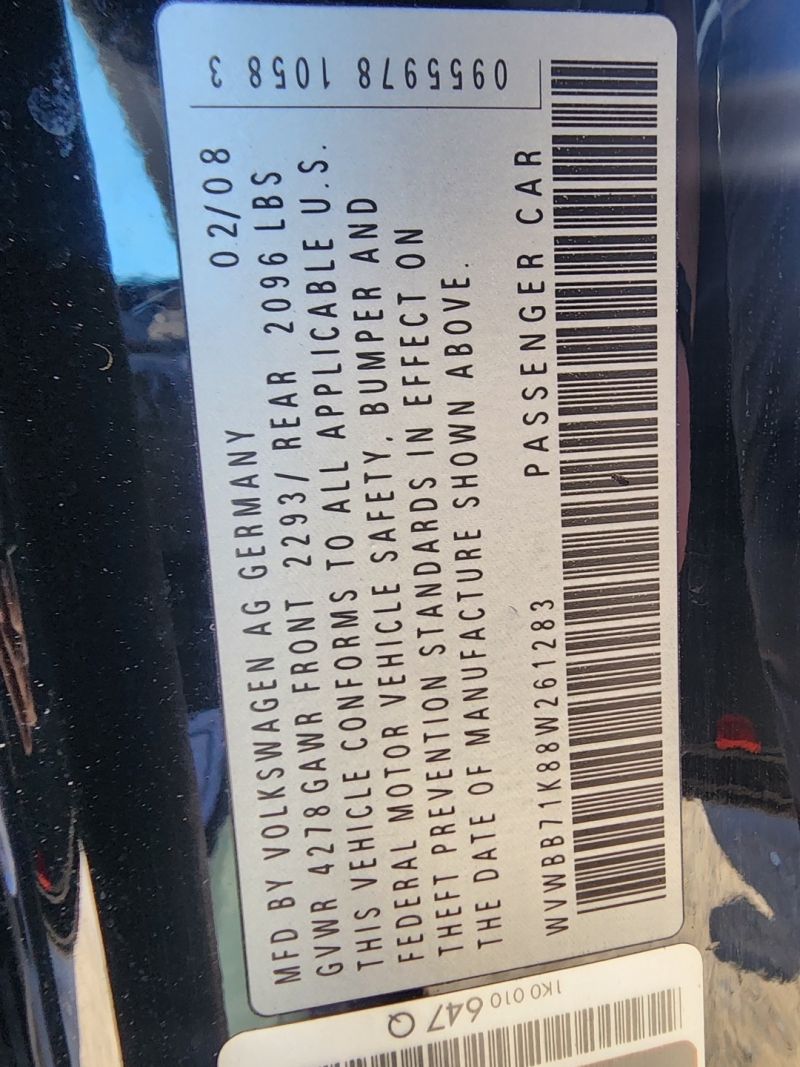 MFD BY VOLKSWAGEN AG GERMANY 02/08
GVWR 4278 GAWR FRONT 2293/ REAR 2096 LBS
THIS VEHICLE CONFORMS TO ALL APPLICABLE U.S.
FEDERAL MOTOR VEHICLE SAFETY, BUMPER AND
THEFT PREVENTION STANDARDS IN EFFECT ON
THE DATE OF MANUFACTURE SHOWN ABOVE.
WVWBB71K88W261283 PASSENGER CAR
0955978 1058 3
1K0 010 647 Q